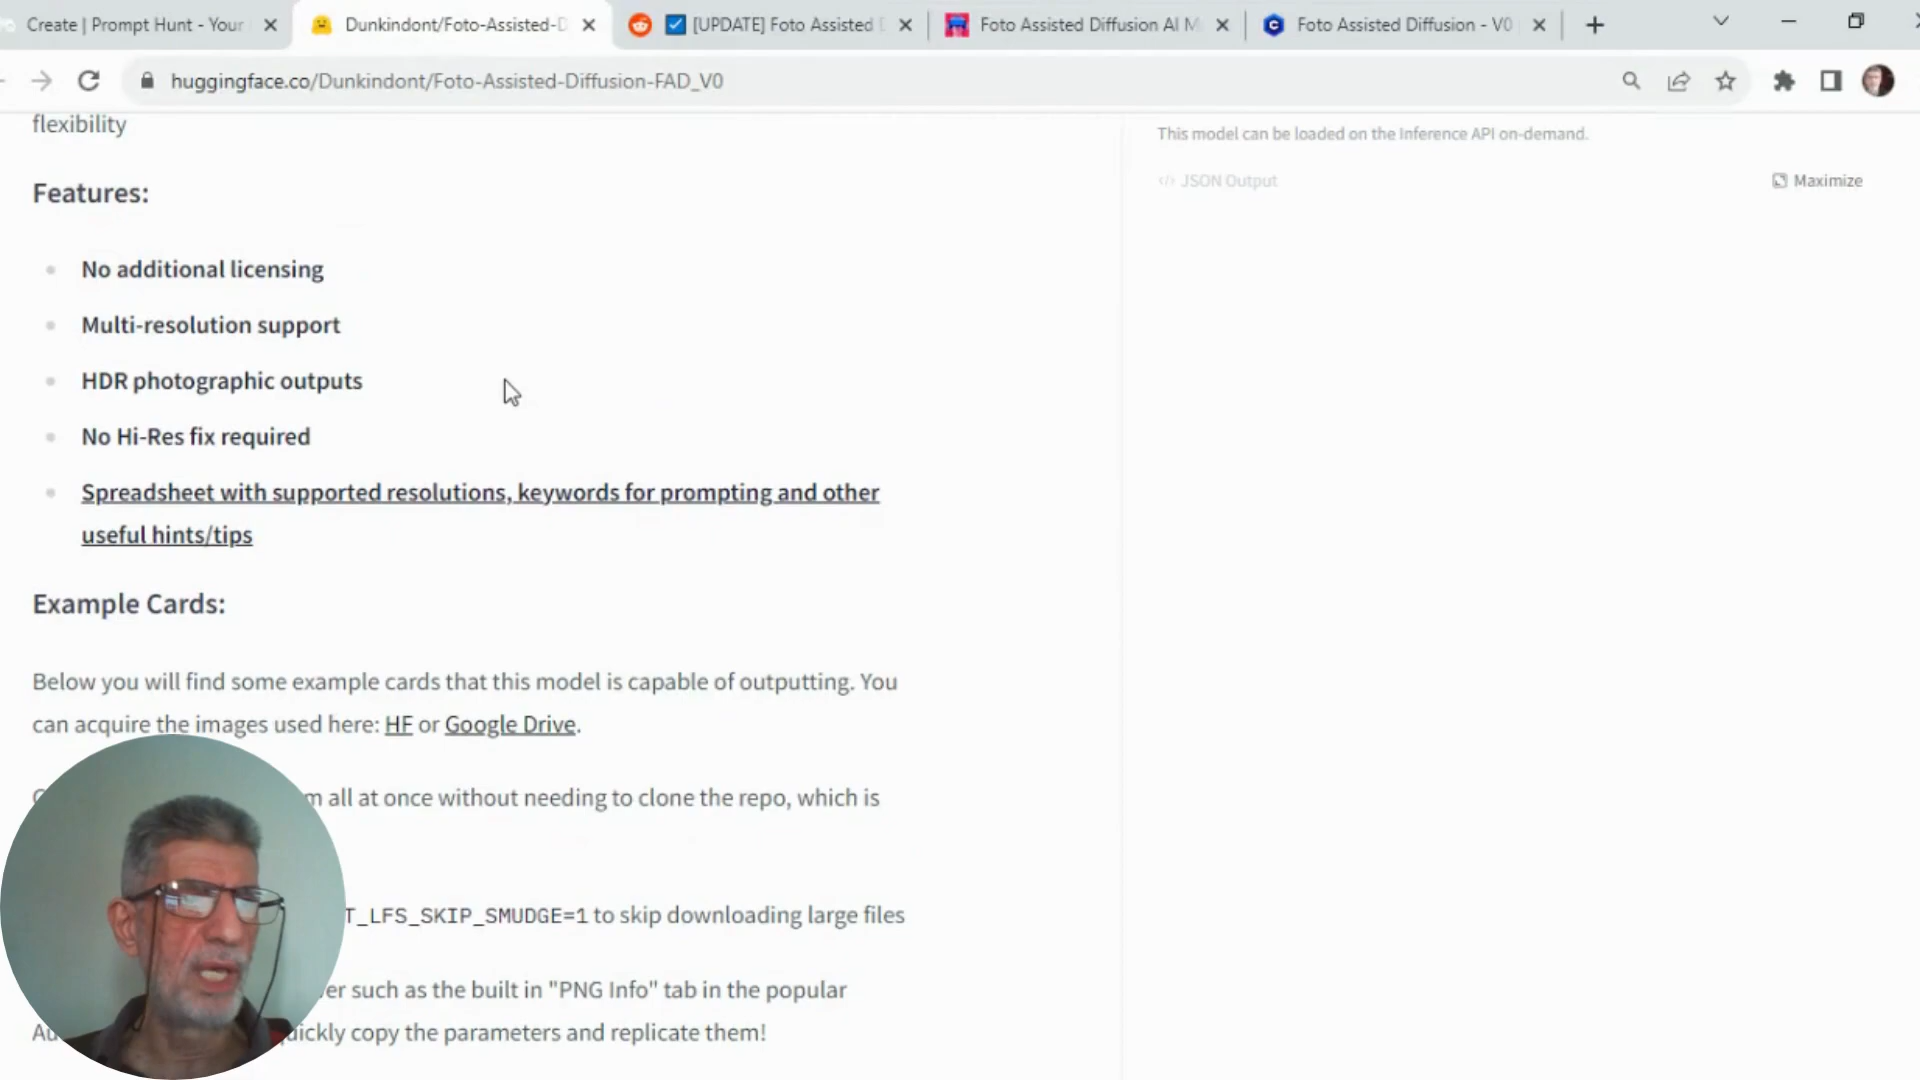 Create | Prompt Hunt - Your
Dunkindont/Foto-Assisted-D
[UPDATE] Foto Assisted D
Foto Assisted Diffusion AI M
Foto Assisted Diffusion - V0
huggingface.co/Dunkindont/Foto-Assisted-Diffusion-FAD_V0
flexibility
This model can be loaded on the Inference API on-demand.
</> JSON Output
Maximize
Features:
No additional licensing
Multi-resolution support
HDR photographic outputs
No Hi-Res fix required
Spreadsheet with supported resolutions, keywords for prompting and other
useful hints/tips
Example Cards:
Below you will find some example cards that this model is capable of outputting. You
can acquire the images used here: HF or Google Drive.
m all at once without needing to clone the repo, which is
T_LFS_SKIP_SMUDGE=1 to skip downloading large files
er such as the built in "PNG Info" tab in the popular
Au quickly copy the parameters and replicate them!